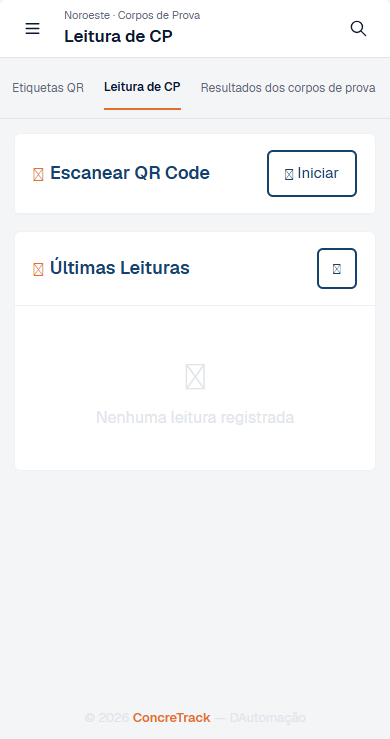 Noroeste · Corpos de Prova
Leitura de CP
Etiquetas QR
Leitura de CP
Resultados dos corpos de prova
Escanear QR Code
Iniciar
Últimas Leituras
Nenhuma leitura registrada
© 2026 ConcreTrack — DAutomação